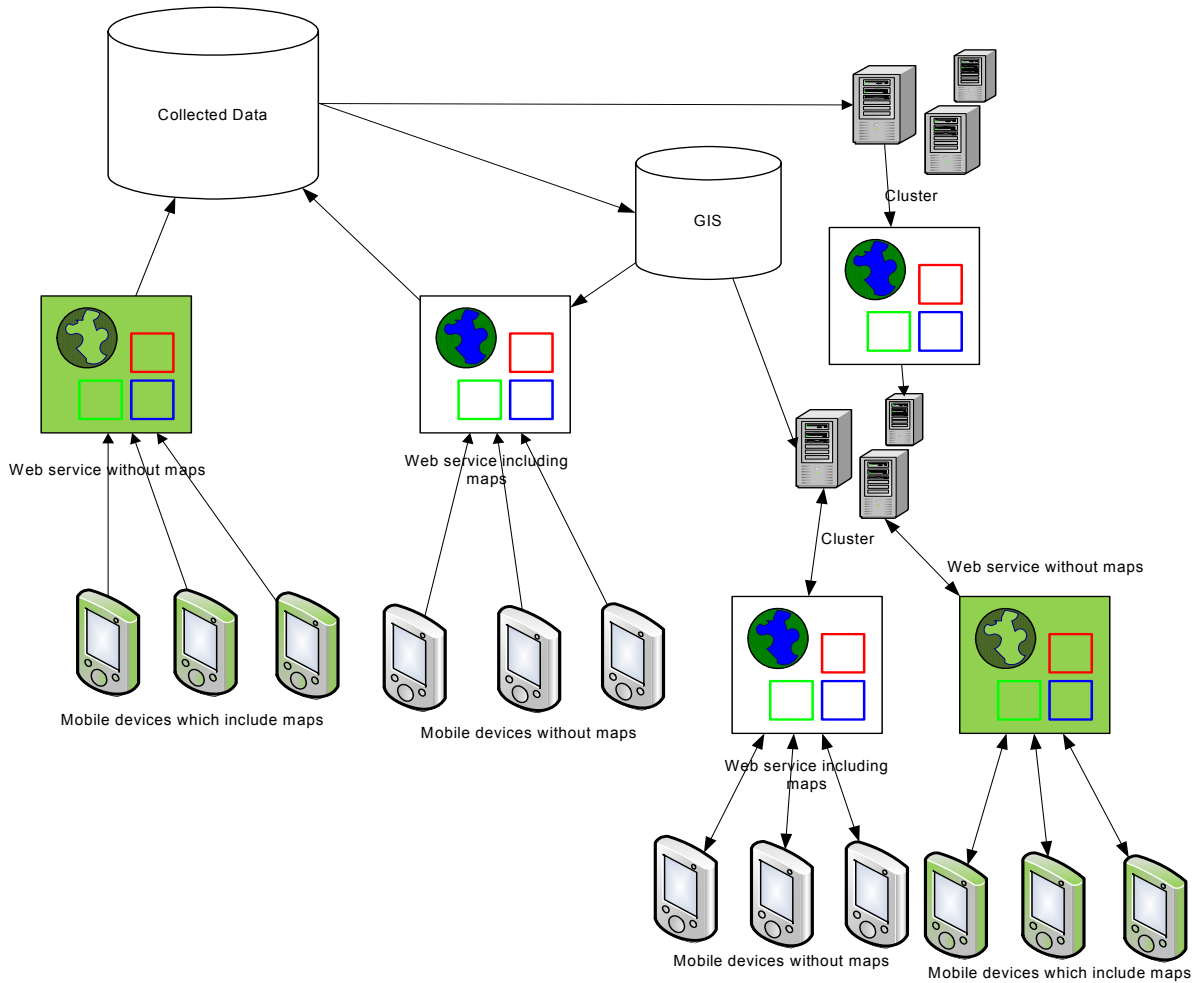 Collected Data
GIS
Cluster
Web service without maps
Web service including
maps
Cluster
Web service without maps
Mobile devices which include maps
Mobile devices without maps
Web service including
maps
Mobile devices without maps
Mobile devices which include maps